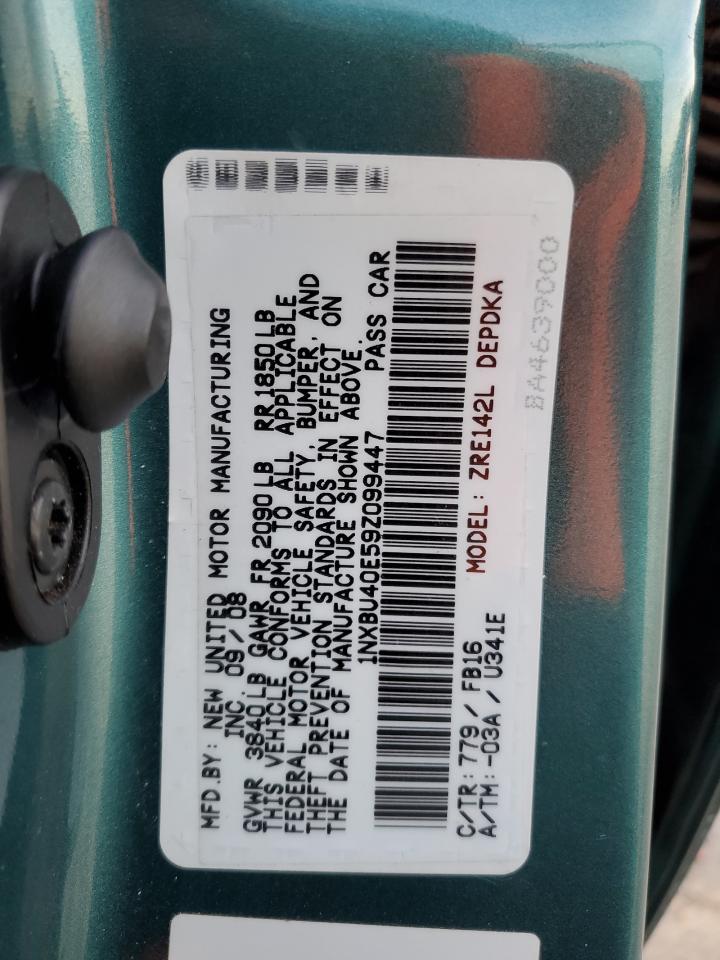 MFD.BY: NEW UNITED MOTOR MANUFACTURING
INC. 09/08
GVWR 3840LB GAWR FR 2090LB RR 1850LB
THIS VEHICLE CONFORMS TO ALL APPLICABLE
FEDERAL MOTOR VEHICLE SAFETY, BUMPER, AND
THEFT PREVENTION STANDARDS IN EFFECT ON
THE DATE OF MANUFACTURE SHOWN ABOVE.
1NXBU40E59Z099447 PASS CAR
MODEL: ZRE142L DEPDKA
C/TR: 779 / FB16
A/TM: -03A / U341E
8A4639000